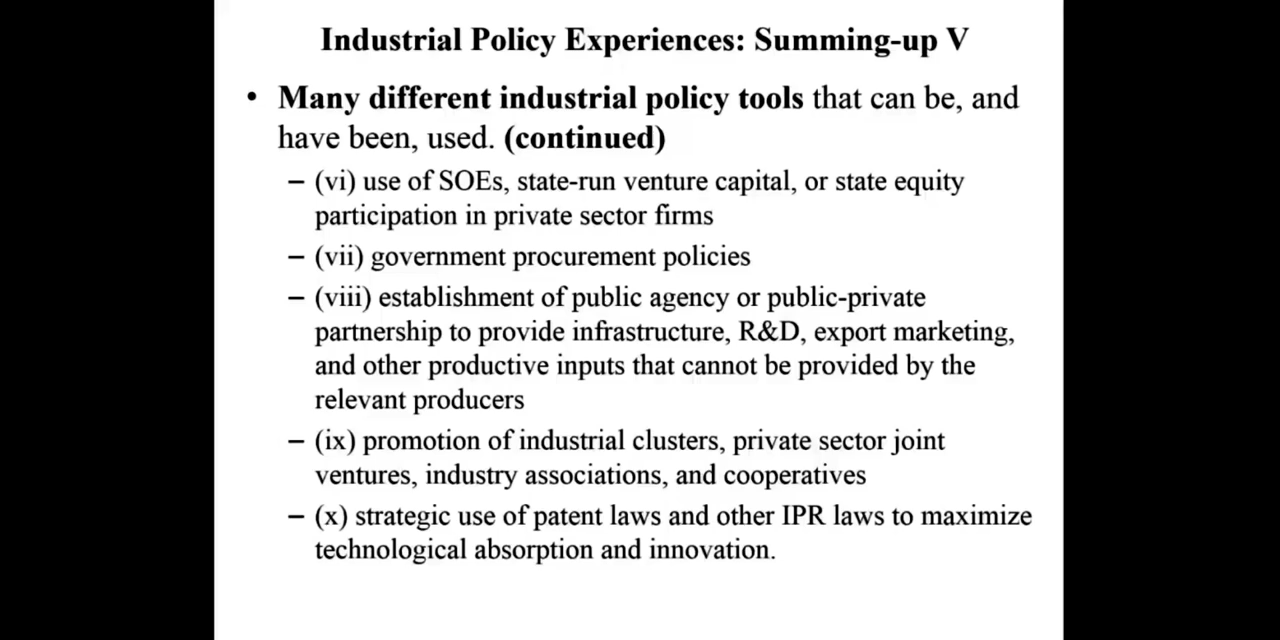 Industrial Policy Experiences: Summing-up V
• Many different industrial policy tools that can be, and
have been, used. (continued)
– (vi) use of SOEs, state-run venture capital, or state equity
participation in private sector firms
– (vii) government procurement policies
– (viii) establishment of public agency or public-private
partnership to provide infrastructure, R&D, export marketing,
and other productive inputs that cannot be provided by the
relevant producers
– (ix) promotion of industrial clusters, private sector joint
ventures, industry associations, and cooperatives
– (x) strategic use of patent laws and other IPR laws to maximize
technological absorption and innovation.